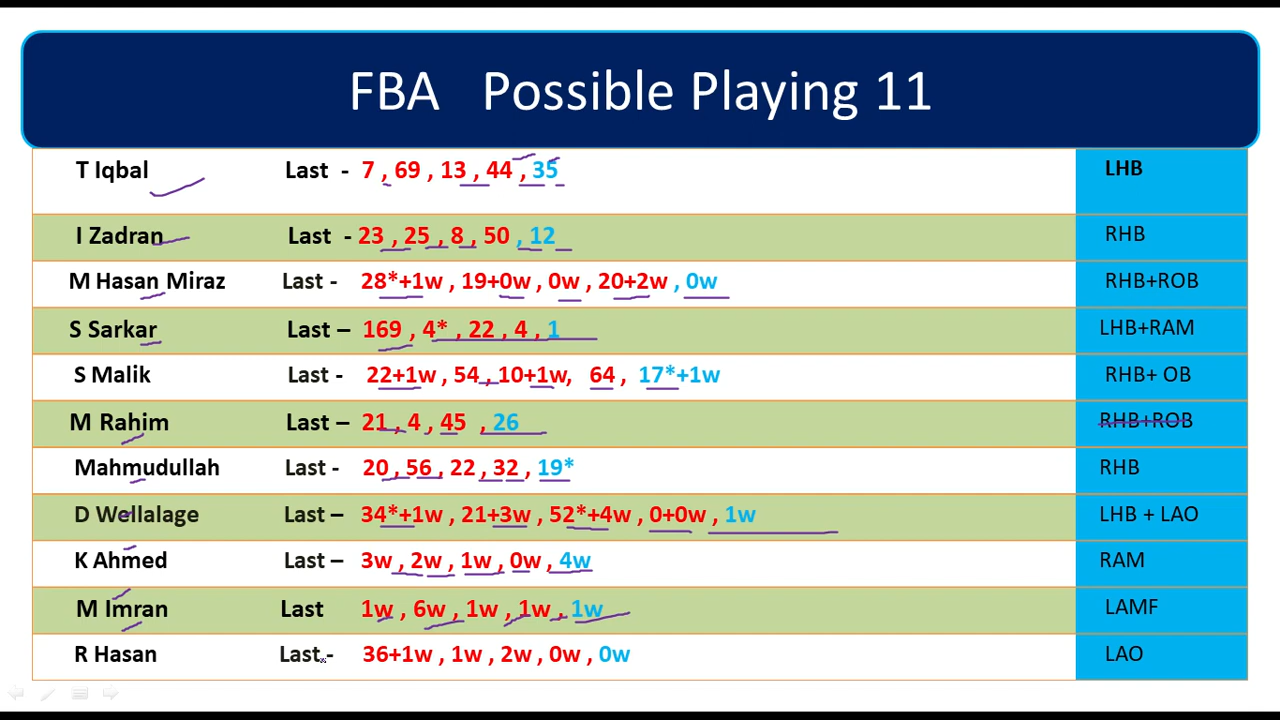 FBA Possible Playing 11
T Iqbal Last - 7 , 69 , 13 , 44 , 35 LHB
I Zadran Last - 23 , 25 , 8 , 50 , 12 RHB
M Hasan Miraz Last - 28*+1w , 19+0w , 0w , 20+2w , 0w RHB+ROB
S Sarkar Last – 169 , 4* , 22 , 4 , 1 LHB+RAM
S Malik Last - 22+1w , 54 , 10+1w, 64 , 17*+1w RHB+ OB
M Rahim Last – 21 , 4 , 45 , 26 RHB+ROB
Mahmudullah Last - 20 , 56 , 22 , 32 , 19* RHB
D Wellalage Last – 34*+1w , 21+3w , 52*+4w , 0+0w , 1w LHB + LAO
K Ahmed Last – 3w , 2w , 1w , 0w , 4w RAM
M Imran Last 1w , 6w , 1w , 1w , 1w LAMF
R Hasan Last - 36+1w , 1w , 2w , 0w , 0w LAO